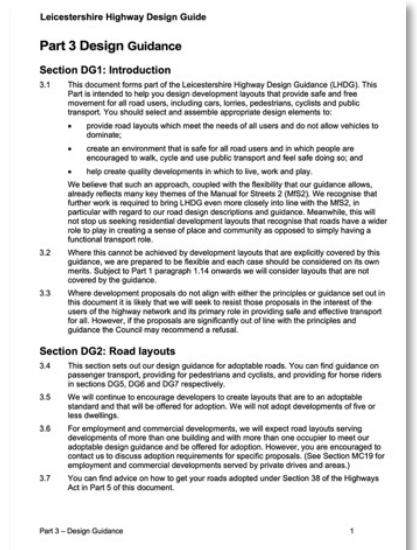 Leicestershire Highway Design Guide
Part 3 Design Guidance
Section DG1: Introduction
3.1 This document forms part of the Leicestershire Highway Design Guidance (LHDG). This
Part is intended to help you design development layouts that provide safe and free
movement for all road users, including cars, lorries, pedestrians, cyclists and public
transport. You should select and assemble appropriate design elements to:
• provide road layouts which meet the needs of all users and do not allow vehicles to
dominate;
• create an environment that is safe for all road users and in which people are
encouraged to walk, cycle and use public transport and feel safe doing so; and
• help create quality developments in which to live, work and play.
We believe that such an approach, coupled with the flexibility that our guidance allows,
already reflects many key themes of the Manual for Streets 2 (MfS2). We recognise that
further work is required to bring LHDG even more closely into line with the MfS2, in
particular with regard to our road design descriptions and guidance. Meanwhile, this will
not stop us seeking residential development layouts that recognise that roads have a wider
role to play in creating a sense of place and community as opposed to simply having a
functional transport role.
3.2 Where this cannot be achieved by development layouts that are explicitly covered by this
guidance, we are prepared to be flexible and each case should be considered on its own
merits. Subject to Part 1 paragraph 1.14 onwards we will consider layouts that are not
covered by the guidance.
3.3 Where development proposals do not align with either the principles or guidance set out in
this document it is likely that we will seek to resist those proposals in the interest of the
users of the highway network and its primary role in providing safe and effective transport
for all. However, if the proposals are significantly out of line with the principles and
guidance the Council may recommend a refusal.
Section DG2: Road layouts
3.4 This section sets out our design guidance for adoptable roads. You can find guidance on
passenger transport, providing for pedestrians and cyclists, and providing for horse riders
in sections DG5, DG6 and DG7 respectively.
3.5 We will continue to encourage developers to create layouts that are to an adoptable
standard and that will be offered for adoption. We will not adopt developments of five or
less dwellings.
3.6 For employment and commercial developments, we will expect road layouts serving
developments of more than one building and with more than one occupier to meet our
adoptable design guidance and be offered for adoption. However, you are encouraged to
contact us to discuss adoption requirements for specific proposals. (See Section MC19 for
employment and commercial developments served by private drives and areas.)
3.7 You can find advice on how to get your roads adopted under Section 38 of the Highways
Act in Part 5 of this document.
Part 3 – Design Guidance 1